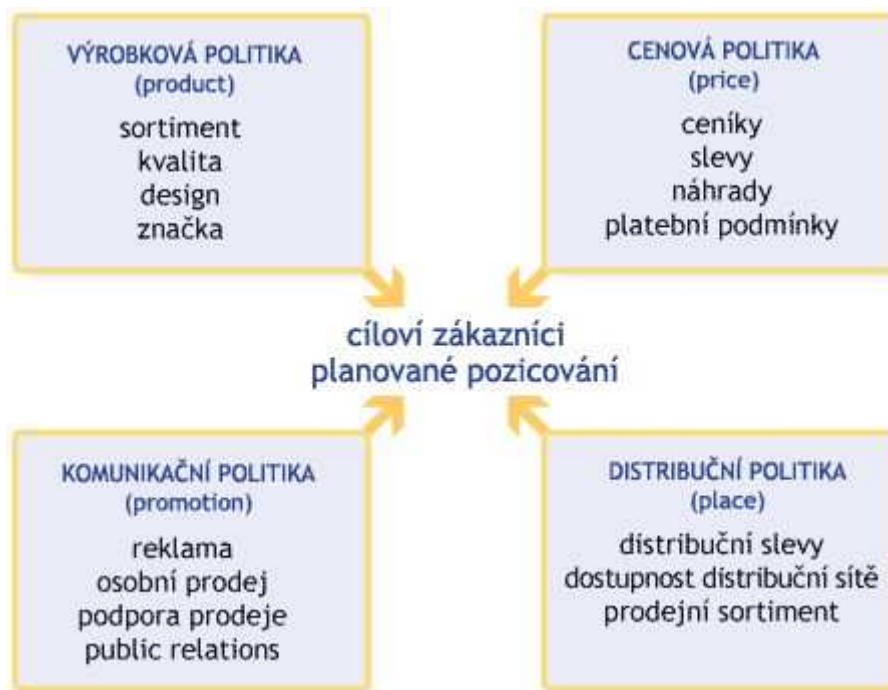 VÝROBKOVÁ POLITIKA
(product)
sortiment
kvalita
design
značka
CENOVÁ POLITIKA
(price)
ceníky
slevy
náhrady
platební podmínky
cíloví zákazníci
planované pozicování
KOMUNIKAČNÍ POLITIKA
(promotion)
reklama
osobní prodej
podpora prodeje
public relations
DISTRIBUČNÍ POLITIKA
(place)
distribuční slevy
dostupnost distribuční sítě
prodejní sortiment